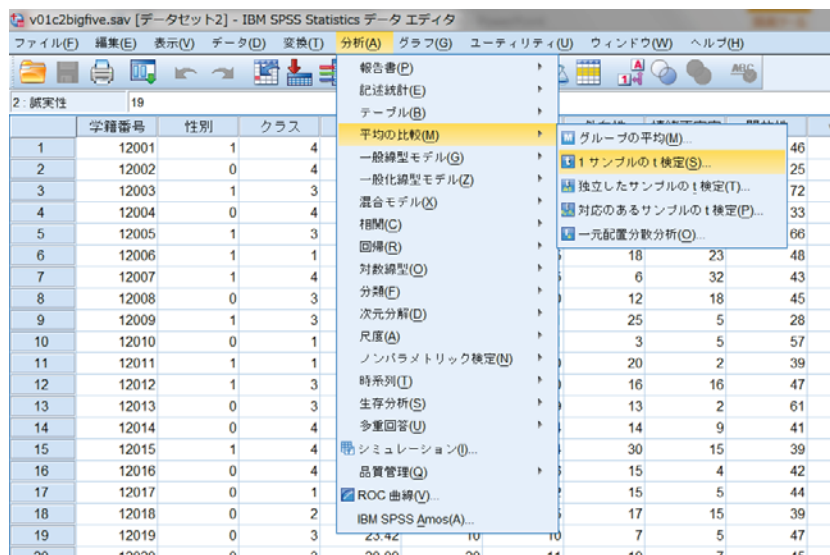 v01c2bigfive.sav [データセット2] - IBM SPSS Statistics データ エディタ
ファイル(F) 編集(E) 表示(V) データ(D) 変換(T) 分析(A) グラフ(G) ユーティリティ(U) ウィンドウ(W) ヘルプ(H)
2 : 誠実性 19
学籍番号 性別 クラス
1 12001 1 4 46
2 12002 0 4 25
3 12003 1 3 72
4 12004 0 4 33
5 12005 1 3 66
6 12006 1 1 18 23 48
7 12007 1 4 6 32 43
8 12008 0 3 12 18 45
9 12009 1 3 25 5 28
10 12010 0 1 3 5 57
11 12011 1 1 20 2 39
12 12012 1 3 16 16 47
13 12013 0 3 13 2 61
14 12014 0 4 14 9 41
15 12015 1 4 30 15 39
16 12016 0 4 15 4 42
17 12017 0 1 15 5 44
18 12018 0 2 17 15 39
19 12019 0 3 23.42 10 10 7 5 47
報告書(P)
記述統計(E)
テーブル(B)
平均の比較(M)
一般線型モデル(G)
一般化線型モデル(Z)
混合モデル(X)
相関(C)
回帰(R)
対数線型(O)
分類(F)
次元分解(D)
尺度(A)
ノンパラメトリック検定(N)
時系列(T)
生存分析(S)
多重回答(U)
シミュレーション(I)...
品質管理(Q)
ROC 曲線(V)...
IBM SPSS Amos(A)...
グループの平均(M)...
1 サンプルの t 検定(S)...
独立したサンプルの t 検定(T)...
対応のあるサンプルの t 検定(P)...
一元配置分散分析(O)...